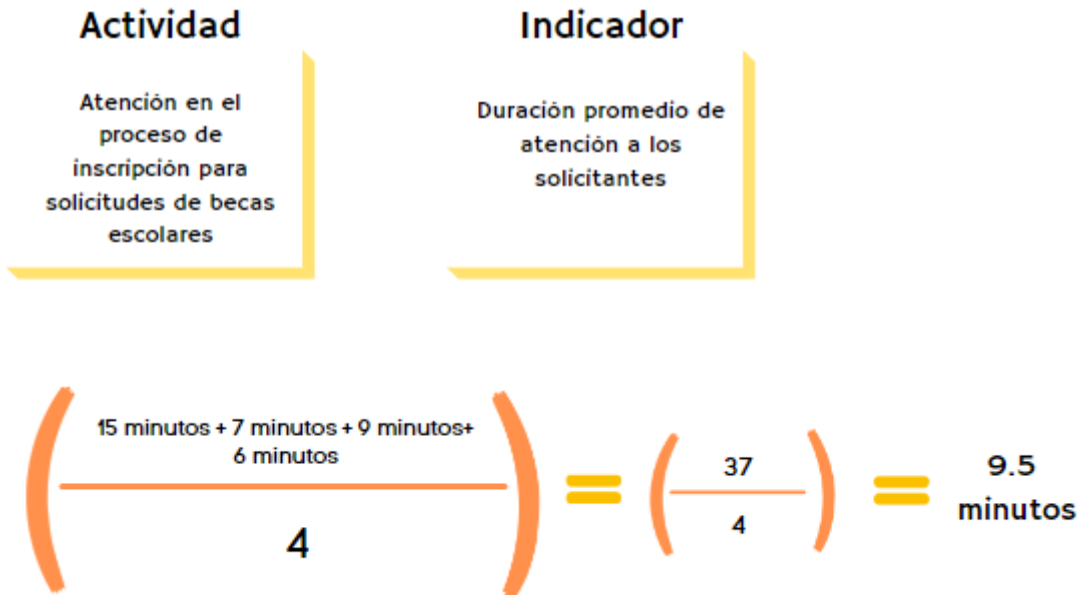 Actividad
Atención en el
proceso de
inscripción para
solicitudes de becas
escolares
Indicador
Duración promedio de
atención a los
solicitantes
15 minutos + 7 minutos + 9 minutos+
6 minutos
4
=
37
4
=
9.5
minutos